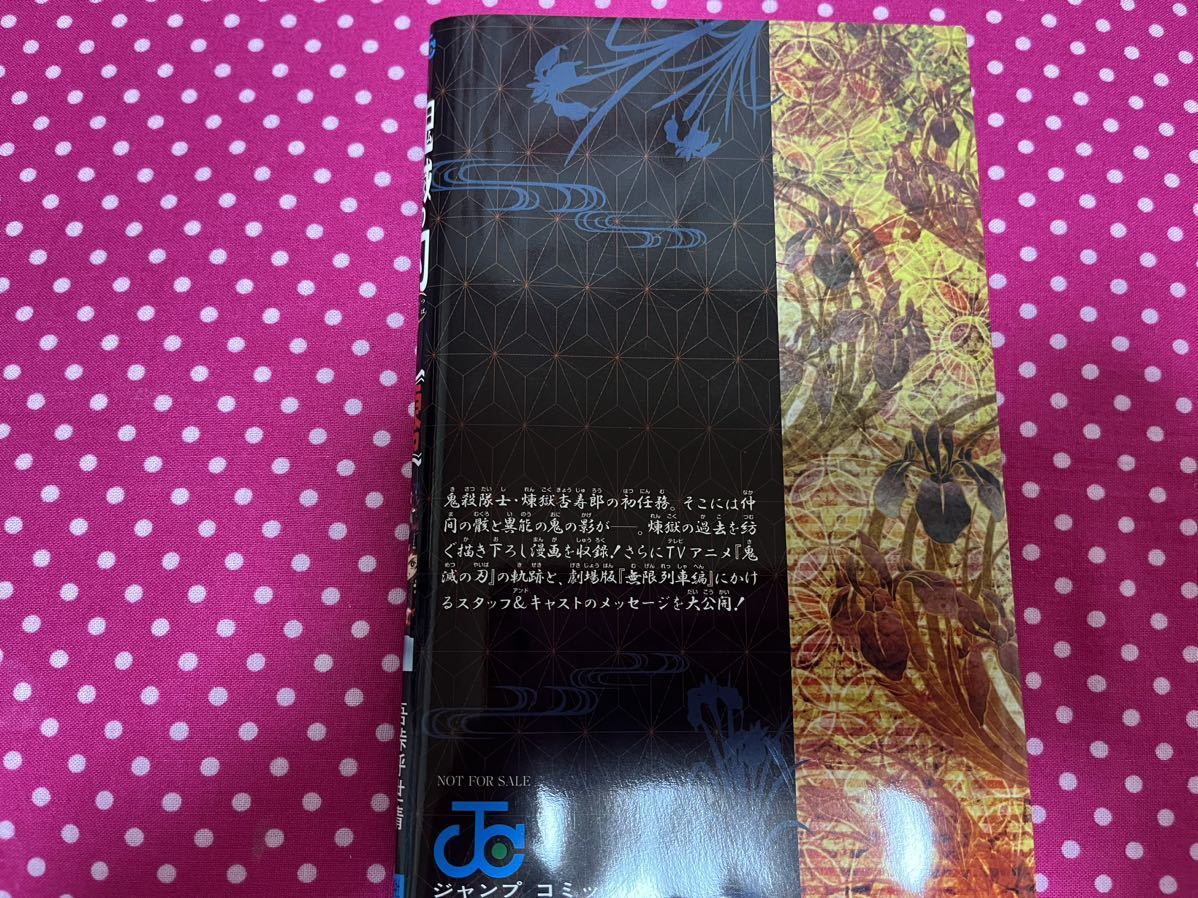 鬼殺隊士・煉獄杏寿郎の初任務。そこには仲
間の骸と異能の鬼の影が——。煉獄の過去を紡
ぐ描き下ろし漫画を収録!さらにTVアニメ『鬼
滅の刃』の軌跡と、劇場版『無限列車編』にかけ
るスタッフ&キャストのメッセージを大公開!
NOT FOR SALE
ジャンプ コミッ